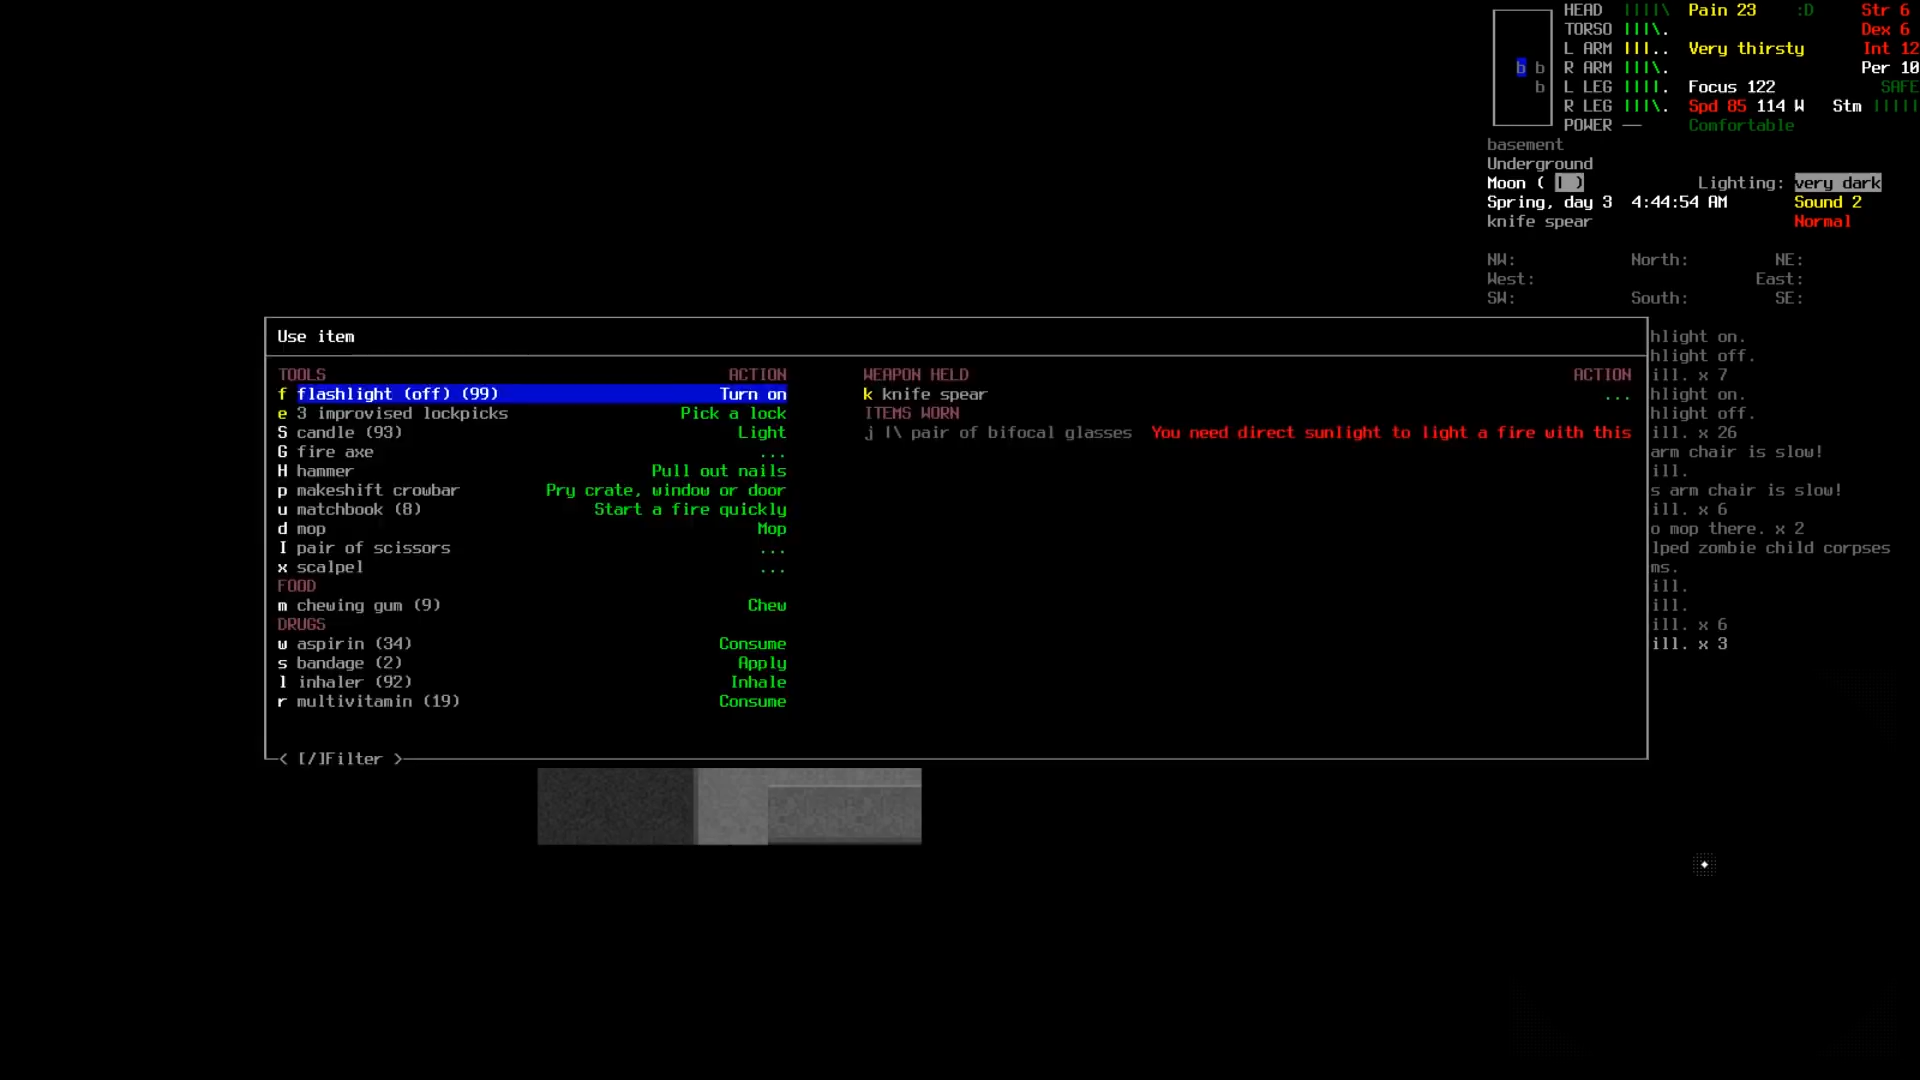 HEAD ||||\ Pain 23 :D Str 6
TORSO |||\. Dex 6
L ARM |||.. Very thirsty Int 12
b b R ARM |||\. Per 10
b L LEG ||||. Focus 122 SAFE
R LEG |||\. Spd 85 114 W Stm |||||
POWER --
basement
Underground
Moon ( | ) Lighting: very dark
Spring, day 3 4:44:54 AM Sound 2
knife spear Normal
NW: North: NE:
West: East:
SW: South: SE:
Use item
TOOLS ACTION
f flashlight (off) (99) Turn on
e 3 improvised lockpicks Pick a lock
S candle (93) Light
G fire axe ...
H hammer Pull out nails
p makeshift crowbar Pry crate, window or door
u matchbook (8) Start a fire quickly
d mop Mop
I pair of scissors ...
x scalpel ...
FOOD
m chewing gum (9) Chew
DRUGS
w aspirin (34) Consume
s bandage (2) Apply
l inhaler (92) Inhale
r multivitamin (19) Consume
WEAPON HELD ACTION
k knife spear ...
ITEMS WORN
j |\ pair of bifocal glasses You need direct sunlight to light a fire with this
< [/]Filter >
hlight on.
hlight off.
ill. x 7
hlight on.
hlight off.
ill. x 26
arm chair is slow!
ill.
s arm chair is slow!
ill. x 6
o mop there. x 2
lped zombie child corpses
ms.
ill.
ill.
ill. x 6
ill. x 3
Comfortable